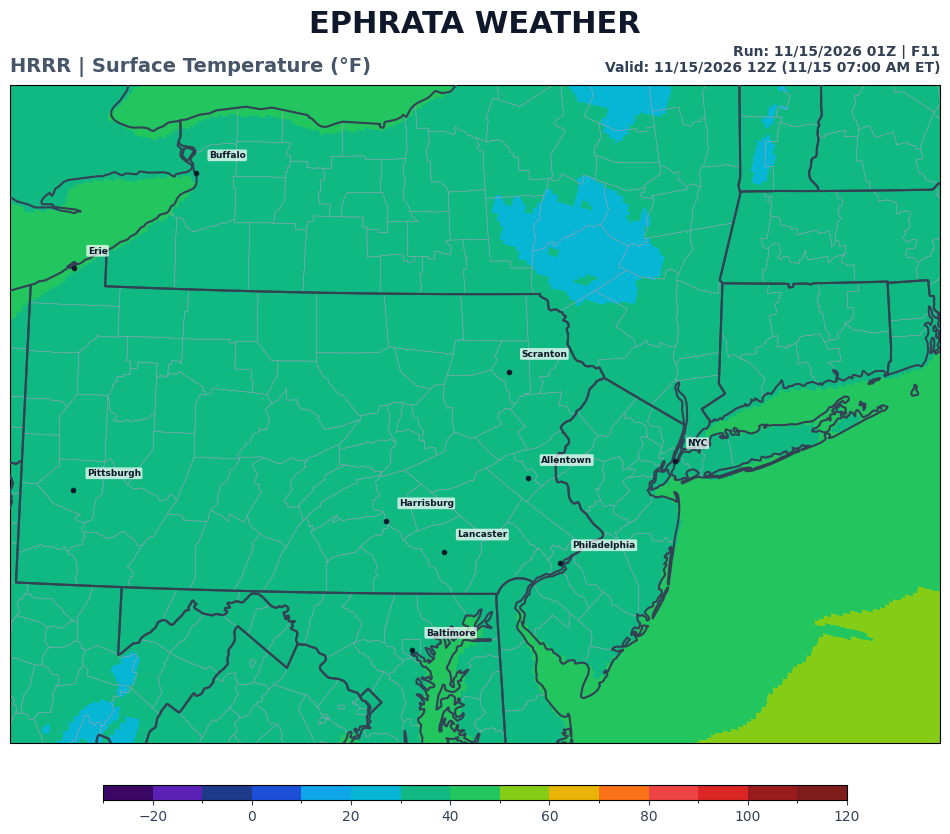 EPHRATA WEATHER
HRRR | Surface Temperature (°F)
Run: 11/15/2026 01Z | F11
Valid: 11/15/2026 12Z (11/15 07:00 AM ET)
Buffalo
Erie
Scranton
NYC
Allentown
Pittsburgh
Harrisburg
Lancaster
Philadelphia
Baltimore
−20 0 20 40 60 80 100 120